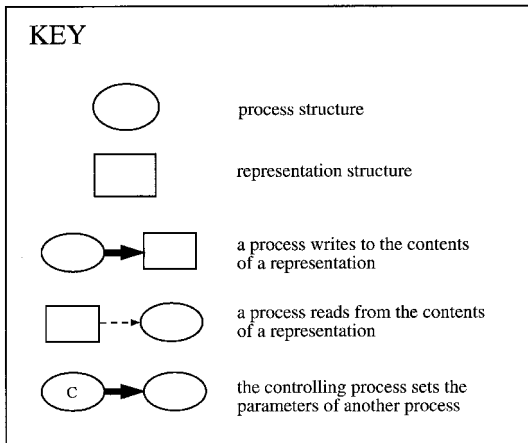 KEY
process structure
representation structure
a process writes to the contents
of a representation
a process reads from the contents
of a representation
C
the controlling process sets the
parameters of another process